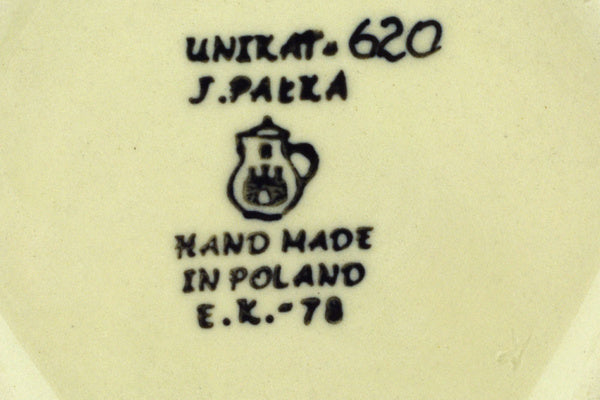 UNIKAT. 620
J. PAŁKA
HAND MADE
IN POLAND
E.K.-78